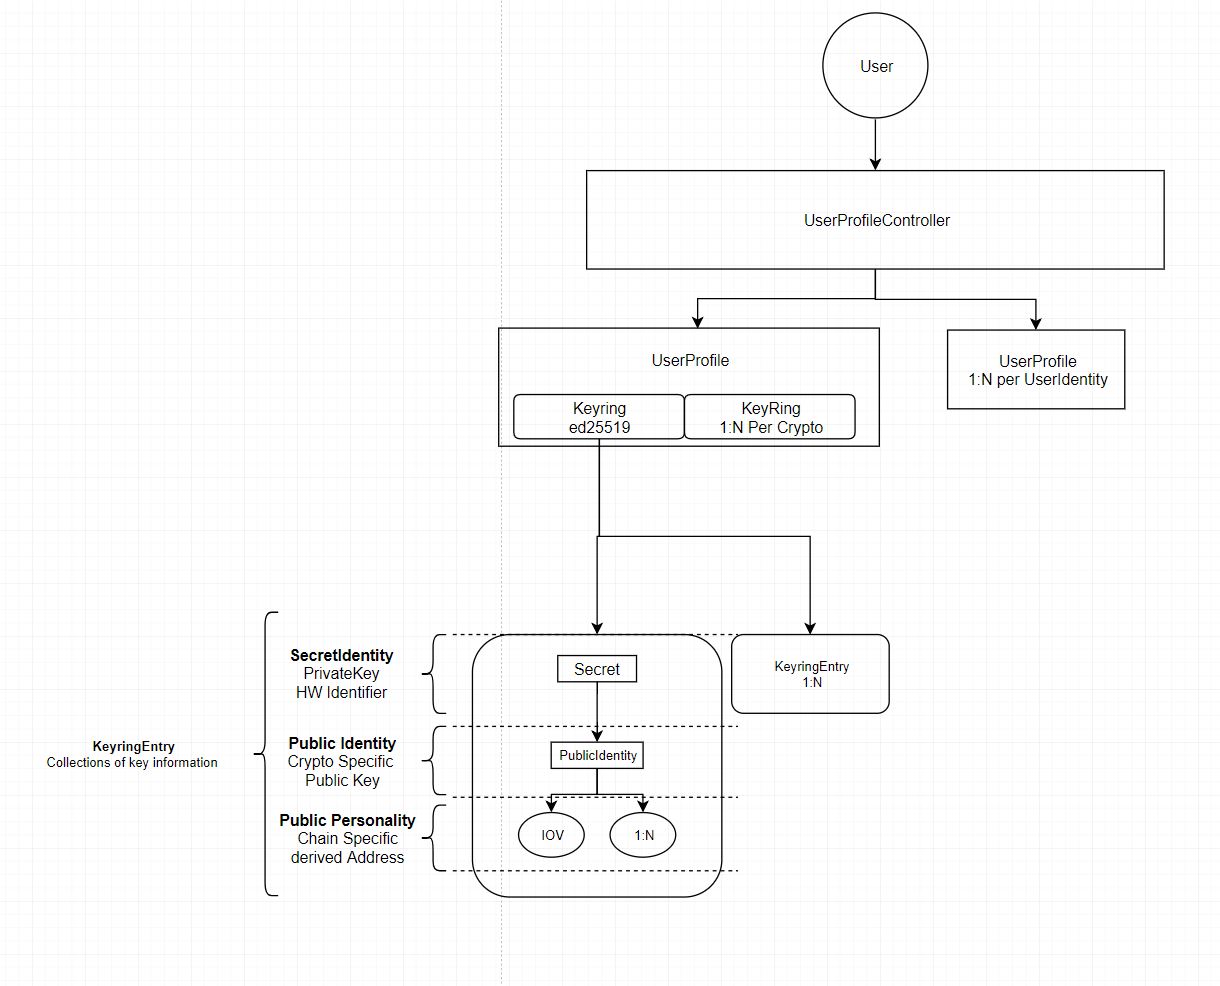 User
UserProfileController
UserProfile
UserProfile
1:N per UserIdentity
Keyring
ed25519
KeyRing
1:N Per Crypto
SecretIdentity
PrivateKey
HW Identifier
Secret
KeyringEntry
1:N
KeyringEntry
Collections of key information
Public Identity
Crypto Specific
Public Key
PublicIdentity
Public Personality
Chain Specific
derived Address
IOV
1:N